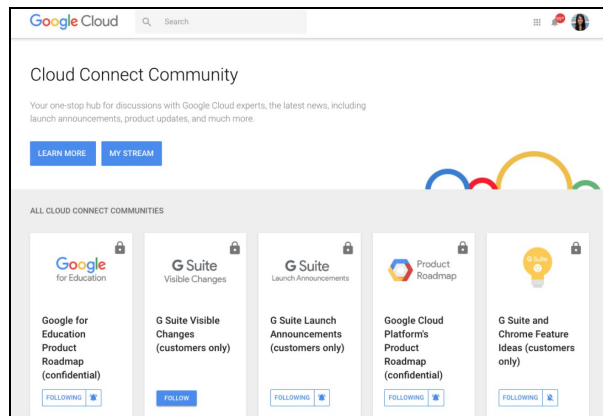 Google Cloud
Search
Cloud Connect Community
Your one-stop hub for discussions with Google Cloud experts, the latest news, including
launch announcements, product updates, and much more.
LEARN MORE
MY STREAM
ALL CLOUD CONNECT COMMUNITIES
Google
for Education
Google for
Education
Product
Roadmap
(confidential)
FOLLOWING
G Suite
Visible Changes
G Suite Visible
Changes
(customers only)
FOLLOW
G Suite
Launch Announcements
G Suite Launch
Announcements
(customers only)
FOLLOWING
Product
Roadmap
Google Cloud
Platform's
Product
Roadmap
(confidential)
FOLLOWING
G Suite
G Suite and
Chrome Feature
Ideas (customers
only)
FOLLOWING